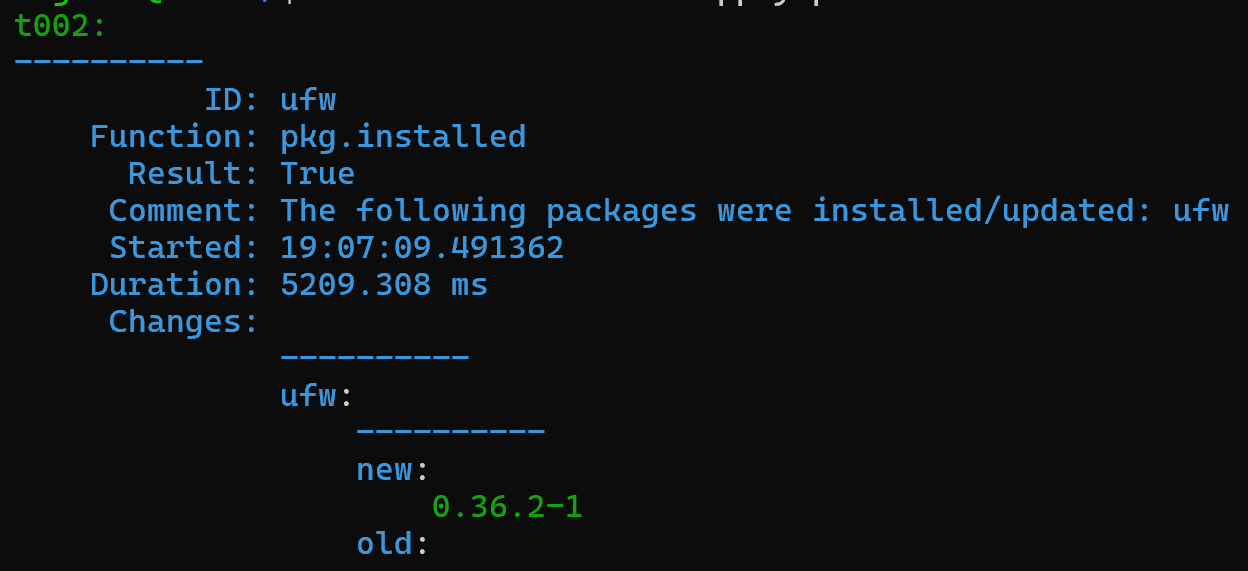 t002:
----------
ID: ufw
Function: pkg.installed
Result: True
Comment: The following packages were installed/updated: ufw
Started: 19:07:09.491362
Duration: 5209.308 ms
Changes:
----------
ufw:
----------
new:
0.36.2-1
old: